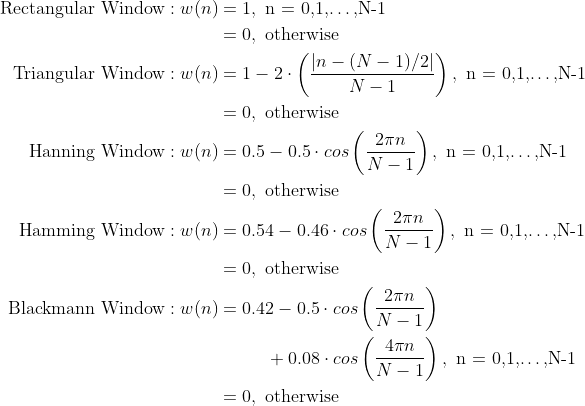 Rectangular Window : w(n) = 1, n = 0,1,...,N-1
= 0, otherwise
Triangular Window : w(n) = 1 − 2 · (|n − (N − 1)/2| / (N − 1)), n = 0,1,...,N-1
= 0, otherwise
Hanning Window : w(n) = 0.5 − 0.5 · cos(2πn / (N − 1)), n = 0,1,...,N-1
= 0, otherwise
Hamming Window : w(n) = 0.54 − 0.46 · cos(2πn / (N − 1)), n = 0,1,...,N-1
= 0, otherwise
Blackmann Window : w(n) = 0.42 − 0.5 · cos(2πn / (N − 1))
+ 0.08 · cos(4πn / (N − 1)), n = 0,1,...,N-1
= 0, otherwise